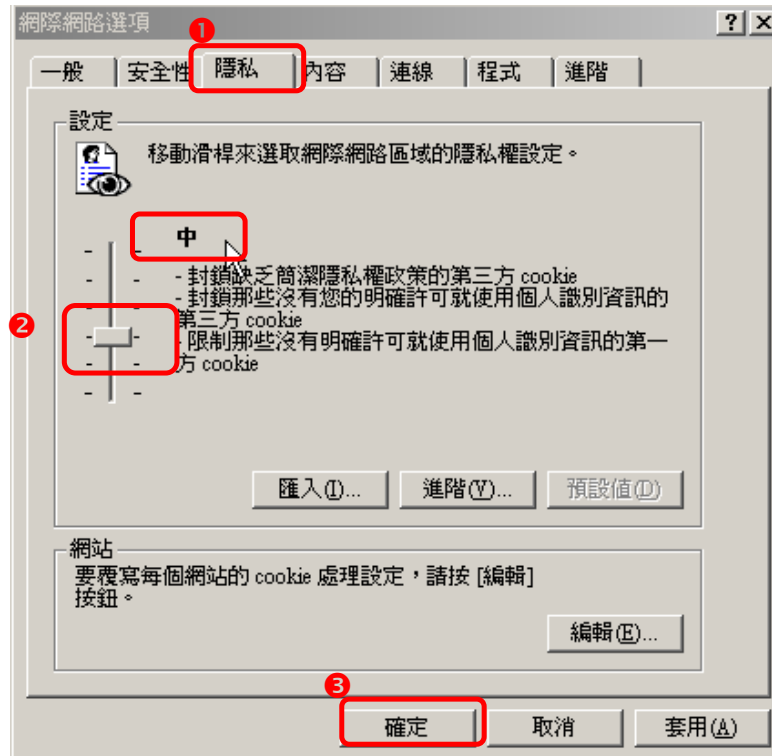 網際網路選項
1
一般 安全性 隱私 內容 連線 程式 進階
設定
移動滑桿來選取網際網路區域的隱私權設定。
中
- 封鎖缺乏簡潔隱私權政策的第三方 cookie
- 封鎖那些沒有您的明確許可就使用個人識別資訊的
第三方 cookie
2
- 限制那些沒有明確許可就使用個人識別資訊的第一
方 cookie
匯入(I)... 進階(V)... 預設值(D)
網站
要覆寫每個網站的 cookie 處理設定，請按 [編輯]
按鈕。
編輯(E)...
3
確定 取消 套用(A)